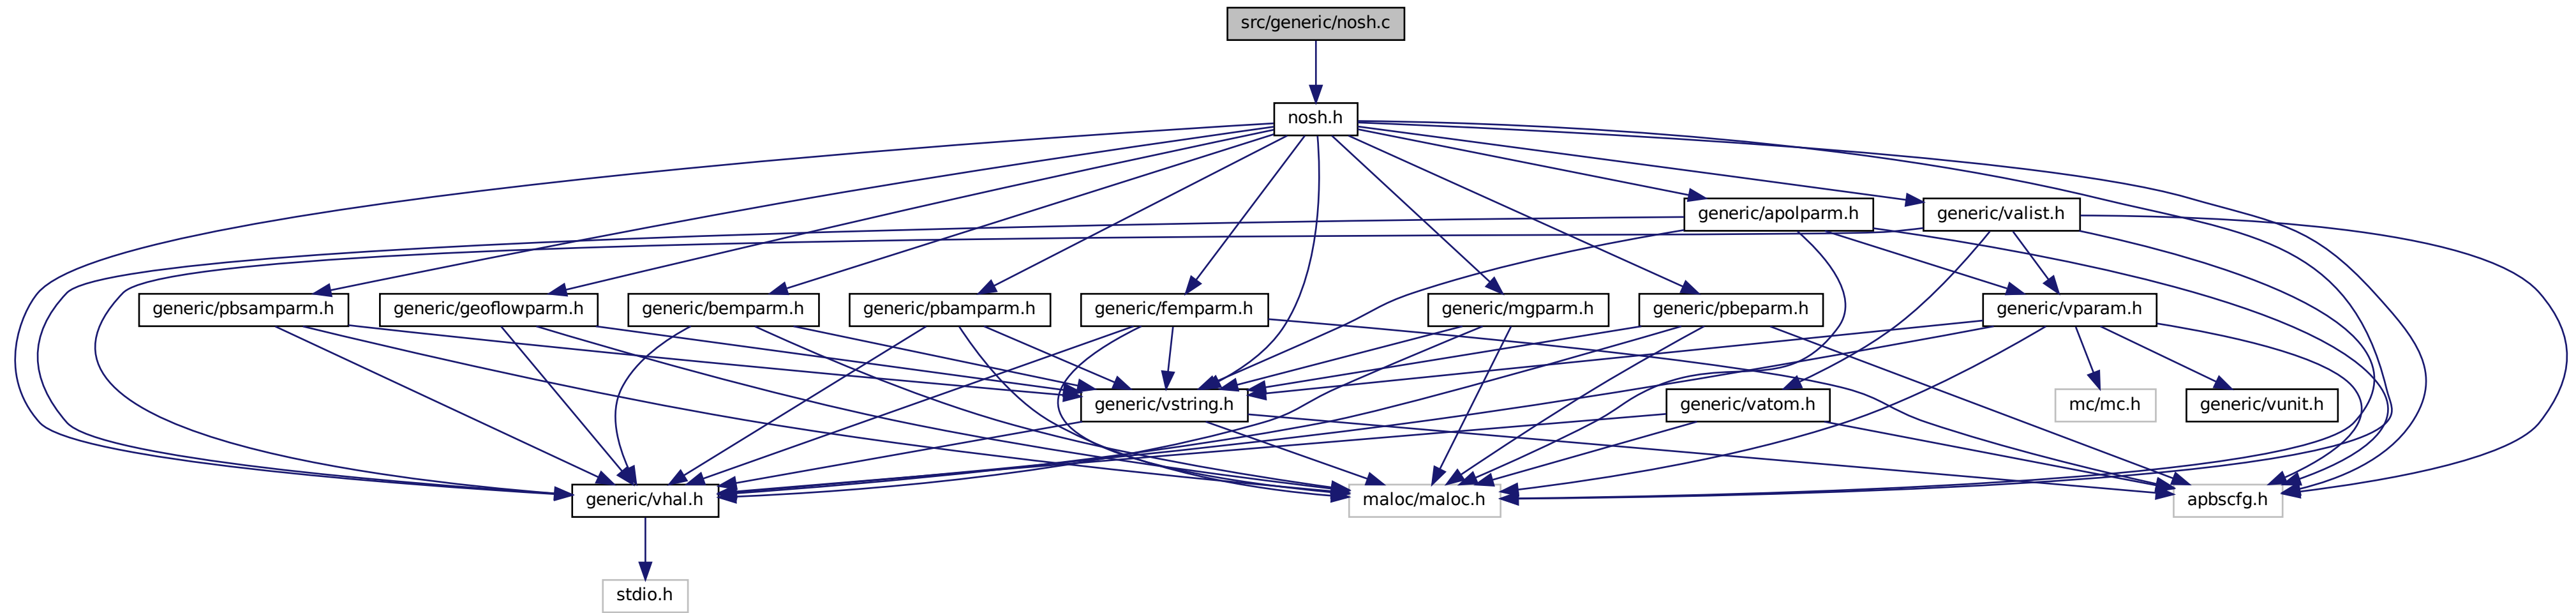 src/generic/nosh.c
nosh.h
generic/apolparm.h
generic/valist.h
generic/pbsamparm.h
generic/geoflowparm.h
generic/bemparm.h
generic/pbamparm.h
generic/femparm.h
generic/mgparm.h
generic/pbeparm.h
generic/vparam.h
generic/vstring.h
generic/vatom.h
mc/mc.h
generic/vunit.h
generic/vhal.h
maloc/maloc.h
apbscfg.h
stdio.h